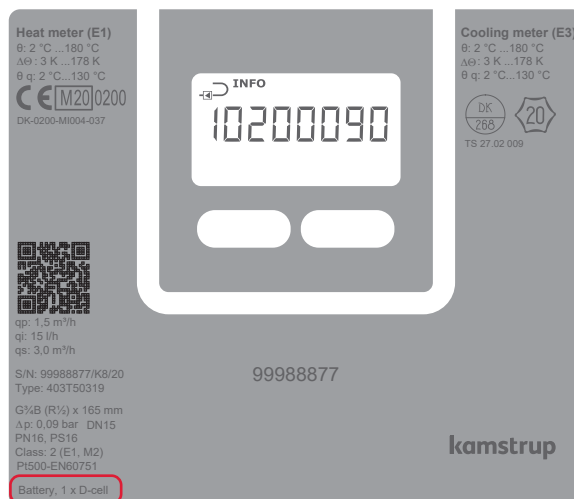 Heat meter (E1)
θ: 2 °C ...180 °C
ΔΘ : 3 K ...178 K
θ q: 2 °C...130 °C
CE M20 0200
DK-0200-MI004-037
INFO
10200090
Cooling meter (E3)
θ: 2 °C ...180 °C
ΔΘ : 3 K ...178 K
θ q: 2 °C...130 °C
DK
268
20
TS 27.02 009
qp: 1,5 m³/h
qi: 15 l/h
qs: 3,0 m³/h
S/N: 99988877/K8/20
Type: 403T50319
99988877
G¾B (R½) x 165 mm
Δp: 0,09 bar DN15
PN16, PS16
Class: 2 (E1, M2)
Pt500-EN60751
Battery, 1 x D-cell
kamstrup